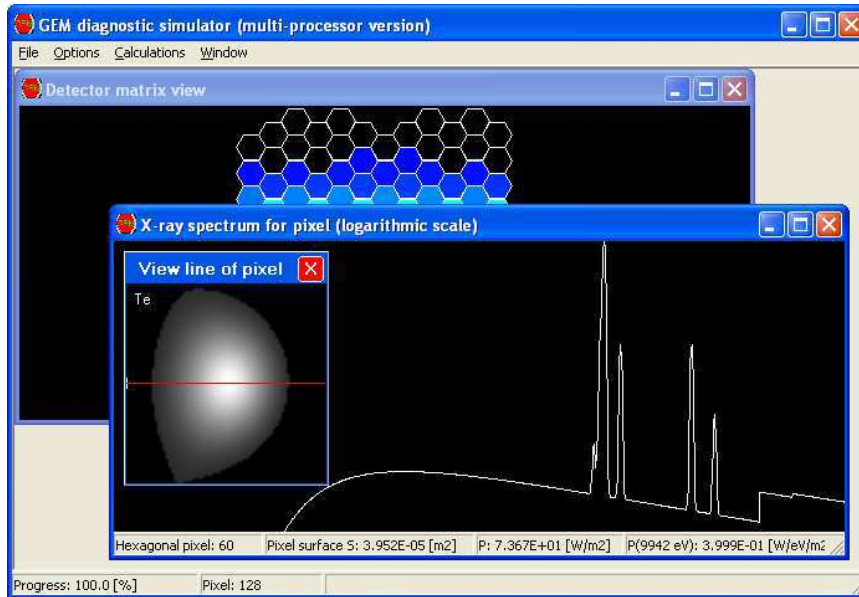 GEM diagnostic simulator (multi-processor version)
File Options Calculations Window
Detector matrix view
X-ray spectrum for pixel (logarithmic scale)
View line of pixel
Te
Hexagonal pixel: 60 Pixel surface S: 3.952E-05 [m2] P: 7.367E+01 [W/m2] P(9942 eV): 3.999E-01 [W/eV/m2
Progress: 100.0 [%] Pixel: 128